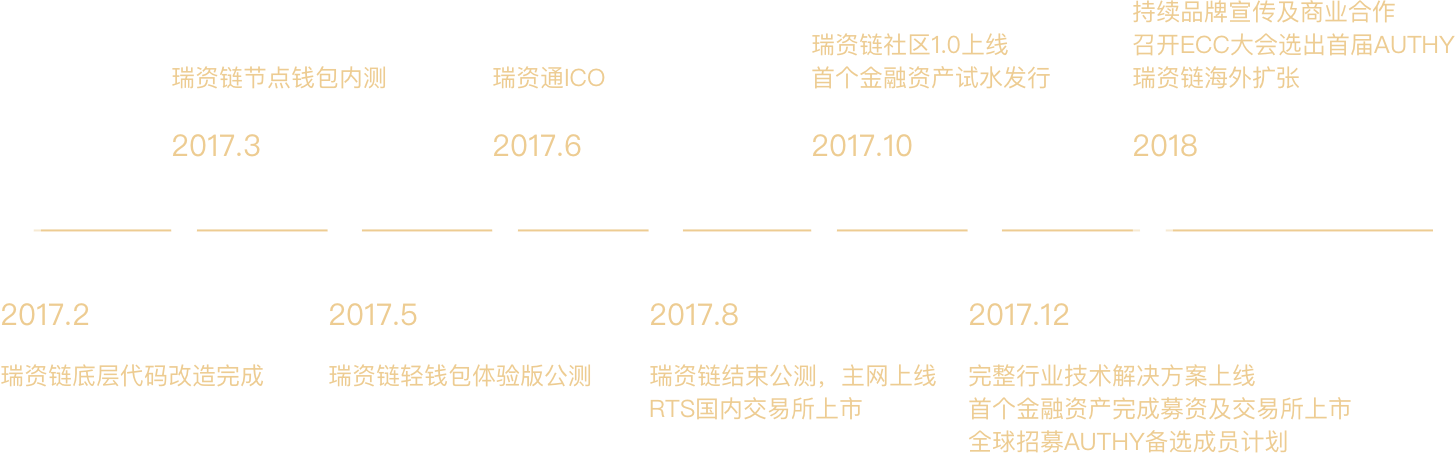 持续品牌宣传及商业合作
瑞资链社区1.0上线
召开ECC大会选出首届AUTHY
瑞资链节点钱包内测
瑞资通ICO
首个金融资产试水发行
瑞资链海外扩张
2017.3
2017.6
2017.10
2018
2017.2
2017.5
2017.8
2017.12
瑞资链底层代码改造完成
瑞资链轻钱包体验版公测
瑞资链结束公测，主网上线
完整行业技术解决方案上线
RTS国内交易所上市
首个金融资产完成募资及交易所上市
全球招募AUTHY备选成员计划